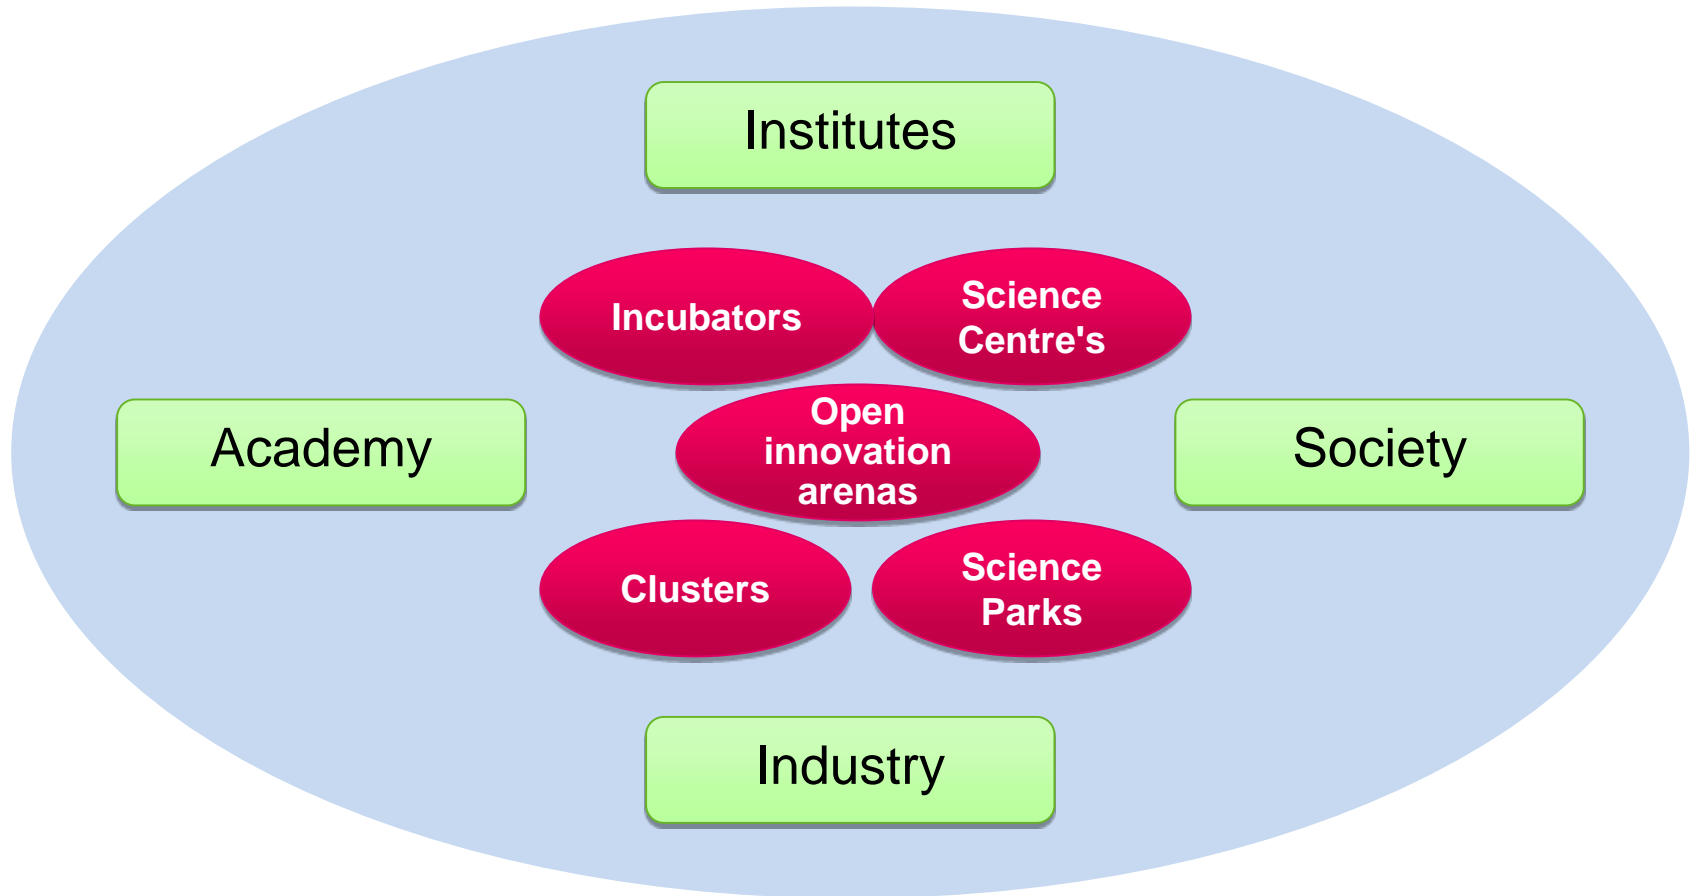 Institutes
Incubators
Science
Centre's
Academy
Open
innovation
arenas
Society
Clusters
Science
Parks
Industry